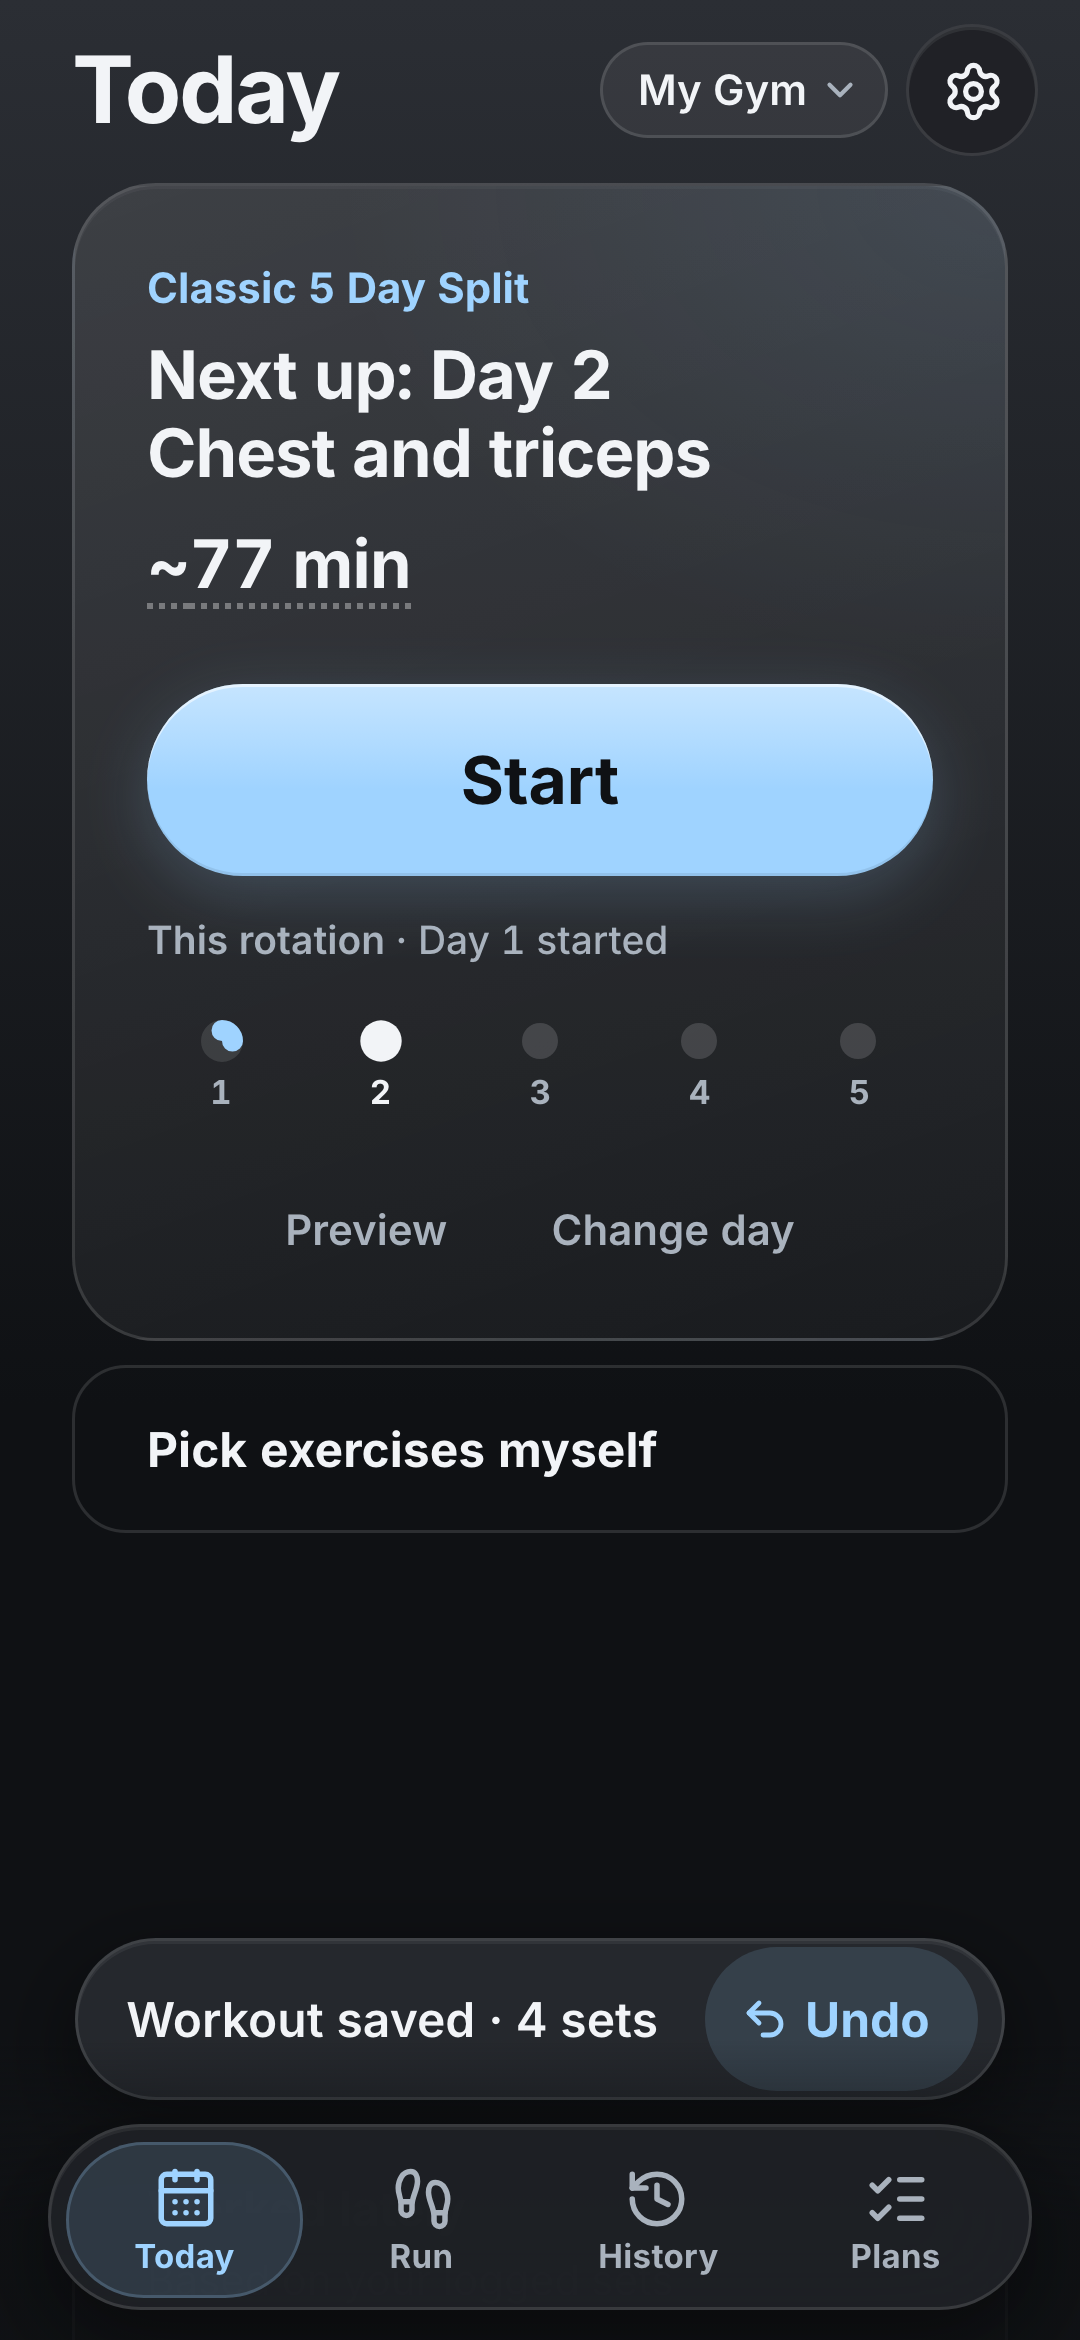 Today
My Gym
Classic 5 Day Split
Next up: Day 2
Chest and triceps
~77 min
Start
This rotation · Day 1 started
1 2 3 4 5
Preview Change day
Pick exercises myself
Workout saved · 4 sets Undo
Today Run History Plans